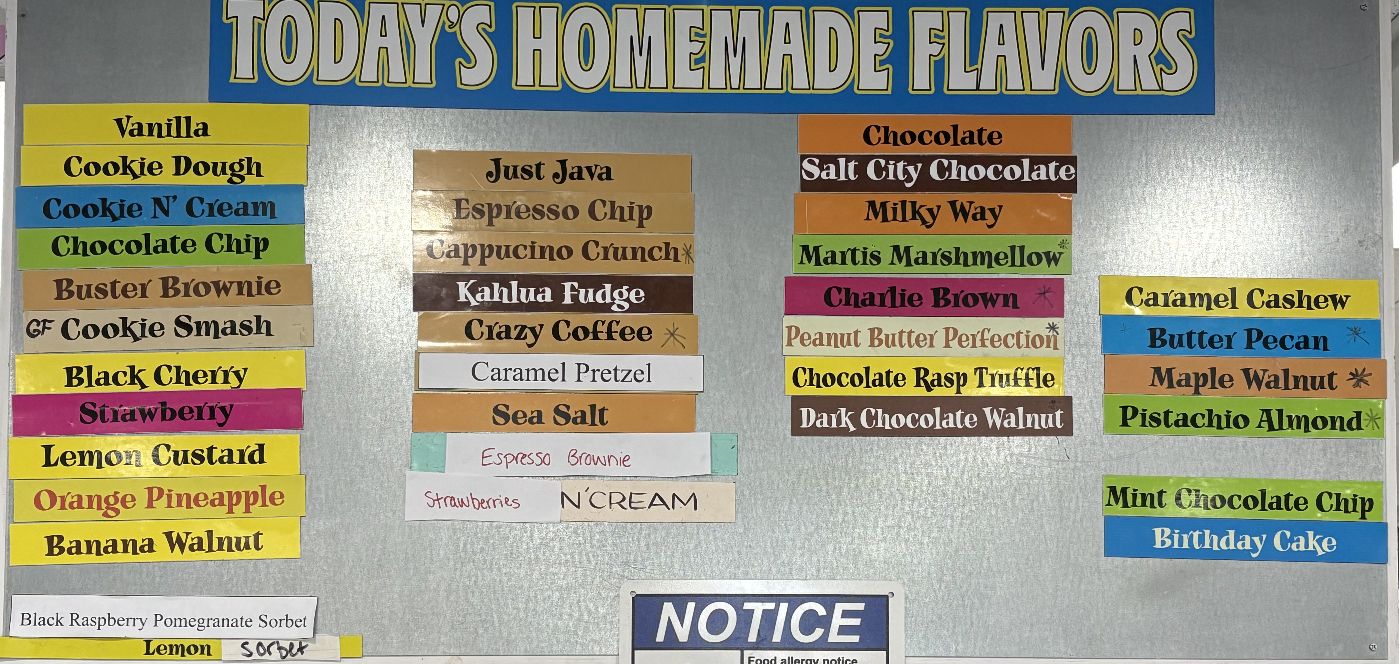 TODAY'S HOMEMADE FLAVORS
Vanilla
Cookie Dough
Cookie N' Cream
Chocolate Chip
Buster Brownie
GF Cookie Smash
Black Cherry
Strawberry
Lemon Custard
Orange Pineapple
Banana Walnut
Black Raspberry Pomegranate Sorbet
Lemon sorbet
Just Java
Espresso Chip
Cappucino Crunch*
Kahlua Fudge
Crazy Coffee *
Caramel Pretzel
Sea Salt
Espresso Brownie
Strawberries N'CREAM
Chocolate
Salt City Chocolate
Milky Way
Martis Marshmellow*
Charlie Brown *
Peanut Butter Perfection*
Chocolate Rasp Truffle
Dark Chocolate Walnut
Caramel Cashew
Butter Pecan *
Maple Walnut *
Pistachio Almond*
Mint Chocolate Chip
Birthday Cake
NOTICE
Food allergy notice